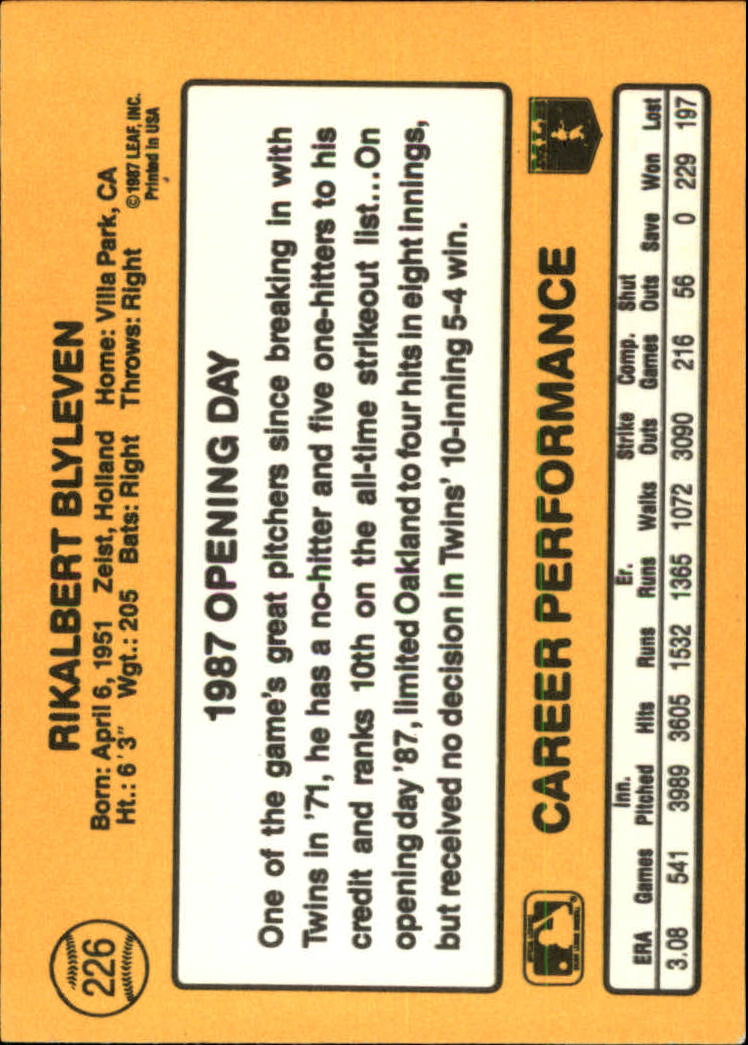 226
RIKALBERT BLYLEVEN
Born: April 6, 1951 Zeist, Holland Home: Villa Park, CA
Ht.: 6'3" Wgt.: 205 Bats: Right Throws: Right
©1987 LEAF, INC.
Printed in USA
1987 OPENING DAY
One of the game's great pitchers since breaking in with
Twins in '71, he has a no-hitter and five one-hitters to his
credit and ranks 10th on the all-time strikeout list...On
opening day '87, limited Oakland to four hits in eight innings,
but received no decision in Twins' 10-inning 5-4 win.
CAREER PERFORMANCE
ERA Games Inn. Pitched Hits Runs Er. Runs Walks Strike Outs Comp. Games Shut Outs Save Won Lost
3.08 541 3989 3605 1532 1365 1072 3090 216 56 0 229 197